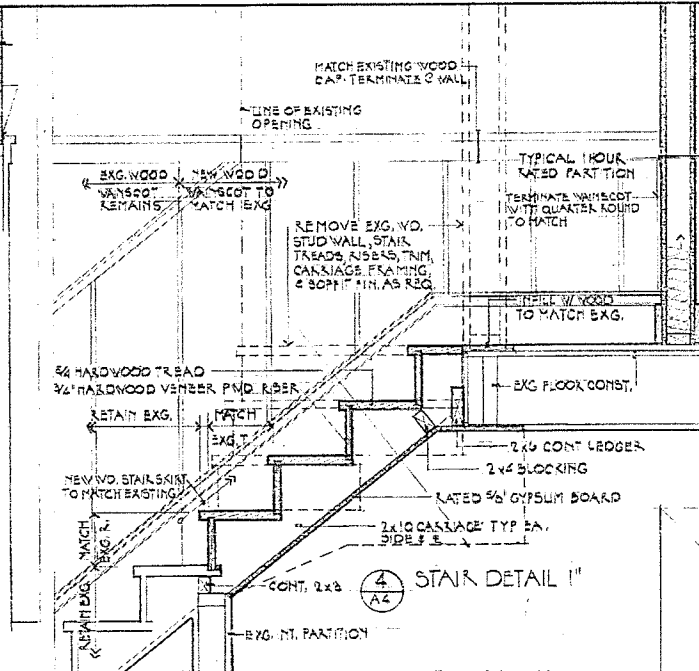 MATCH EXISTING WOOD
CAP. TERMINATE @ WALL
LINE OF EXISTING
OPENING
EXG. WOOD
WAINSCOT
REMAINS
NEW WOOD
WAINSCOT TO
MATCH EXG
TYPICAL 1 HOUR
RATED PARTITION
TERMINATE WAINSCOT
WITH QUARTER ROUND
TO MATCH
REMOVE EXG. WD.
STUD WALL, STAIR
TREADS, RISERS, TRIM,
CARRIAGE, FRAMING,
& SOFFIT FIN. AS REQ.
INFILL W/ WOOD
TO MATCH EXG.
5/4 HARDWOOD TREAD
3/4" HARDWOOD VENEER PWD RISER
EXG FLOOR CONST.
RETAIN EXG.
MATCH
EXG. T.
2x6 CONT LEDGER
2x6 BLOCKING
NEW WD. STAIR SKIRT
TO MATCH EXISTING
RATED 5/8" GYPSUM BOARD
2x10 CARRIAGE TYP EA.
SIDE &
MATCH
EXG. R.
RETAIN EXG.
CONT. 2x3
4
A4
STAIR DETAIL 1"
EXG. INT. PARTITION